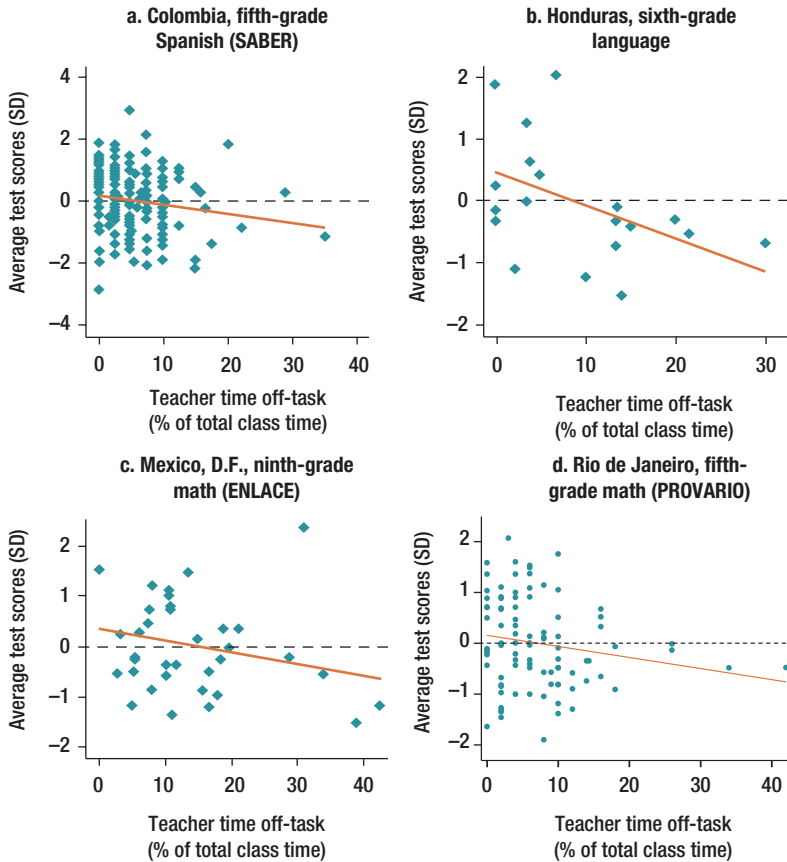 a. Colombia, fifth-grade
Spanish (SABER)
Average test scores (SD)
4
2
0
−2
−4
0 10 20 30 40
Teacher time off-task
(% of total class time)
b. Honduras, sixth-grade
language
Average test scores (SD)
2
1
0
−1
−2
0 10 20 30
Teacher time off-task
(% of total class time)
c. Mexico, D.F., ninth-grade
math (ENLACE)
Average test scores (SD)
2
1
0
−1
−2
0 10 20 30 40
Teacher time off-task
(% of total class time)
d. Rio de Janeiro, fifth-
grade math (PROVARIO)
Average test scores (SD)
2
1
0
−1
−2
0 10 20 30 40
Teacher time off-task
(% of total class time)